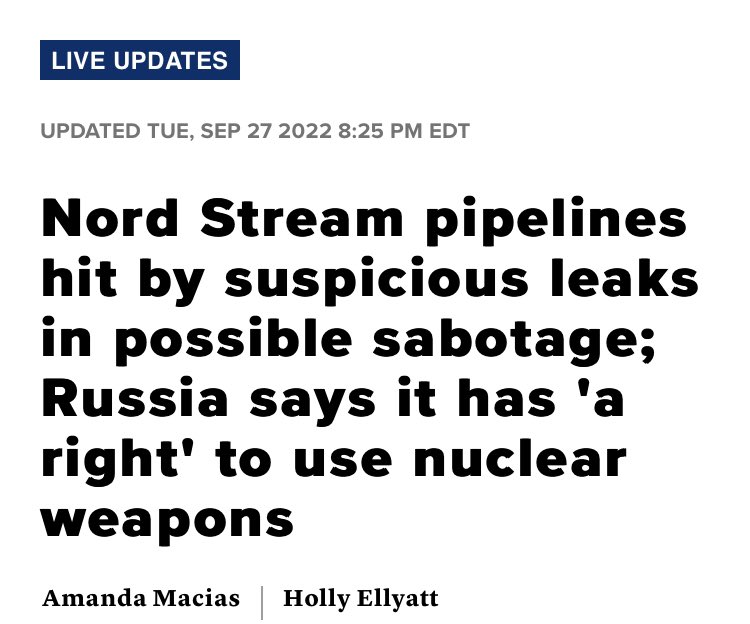 LIVE UPDATES
UPDATED TUE, SEP 27 2022 8:25 PM EDT
Nord Stream pipelines
hit by suspicious leaks
in possible sabotage;
Russia says it has 'a
right' to use nuclear
weapons
Amanda Macias | Holly Ellyatt